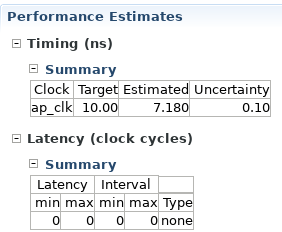 Performance Estimates
Timing (ns)
Summary
Clock Target Estimated Uncertainty
ap_clk 10.00 7.180 0.10
Latency (clock cycles)
Summary
Latency Interval
min max min max Type
0 0 0 0 none